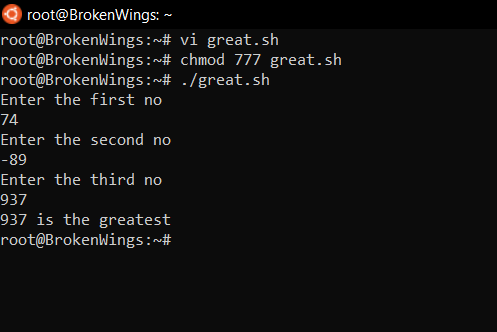 root@BrokenWings: ~
root@BrokenWings:~# vi great.sh
root@BrokenWings:~# chmod 777 great.sh
root@BrokenWings:~# ./great.sh
Enter the first no
74
Enter the second no
-89
Enter the third no
937
937 is the greatest
root@BrokenWings:~#